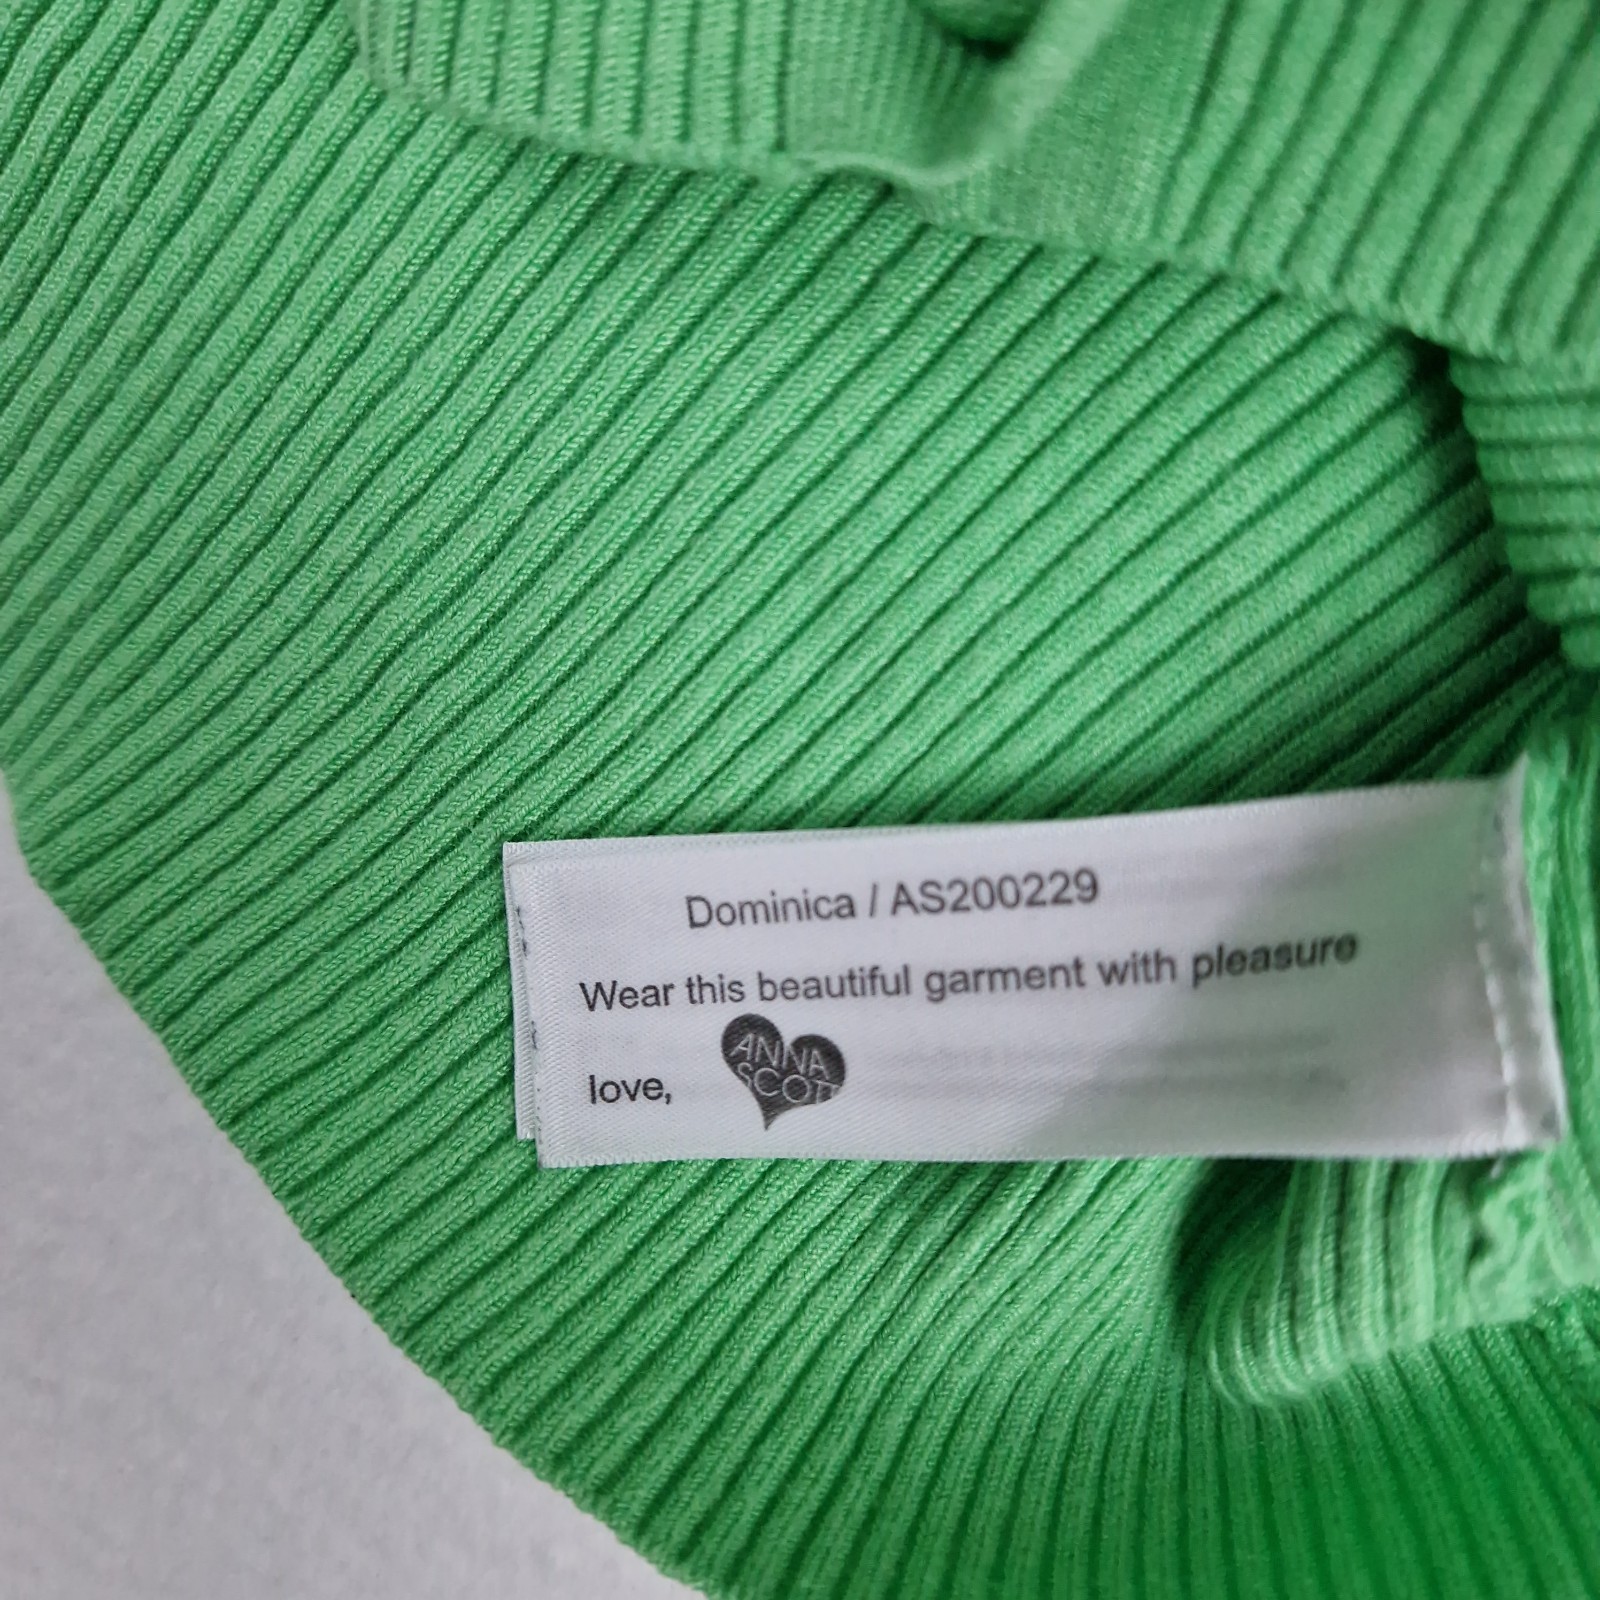 Dominica / AS200229
Wear this beautiful garment with pleasure
love,
ANNA
SCOTT